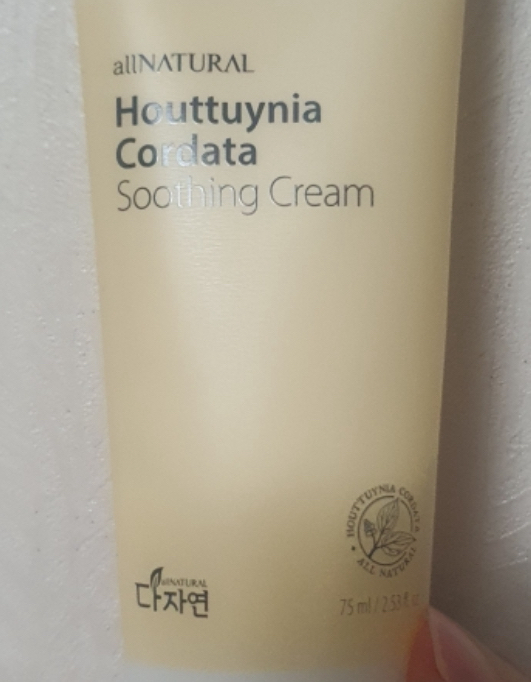 allNATURAL
Houttuynia
Cordata
Soothing Cream
HOUTTUYNIA CORDATA
ALL NATURAL
allNATURAL
다자연
75 ml / 2.53 fl. oz